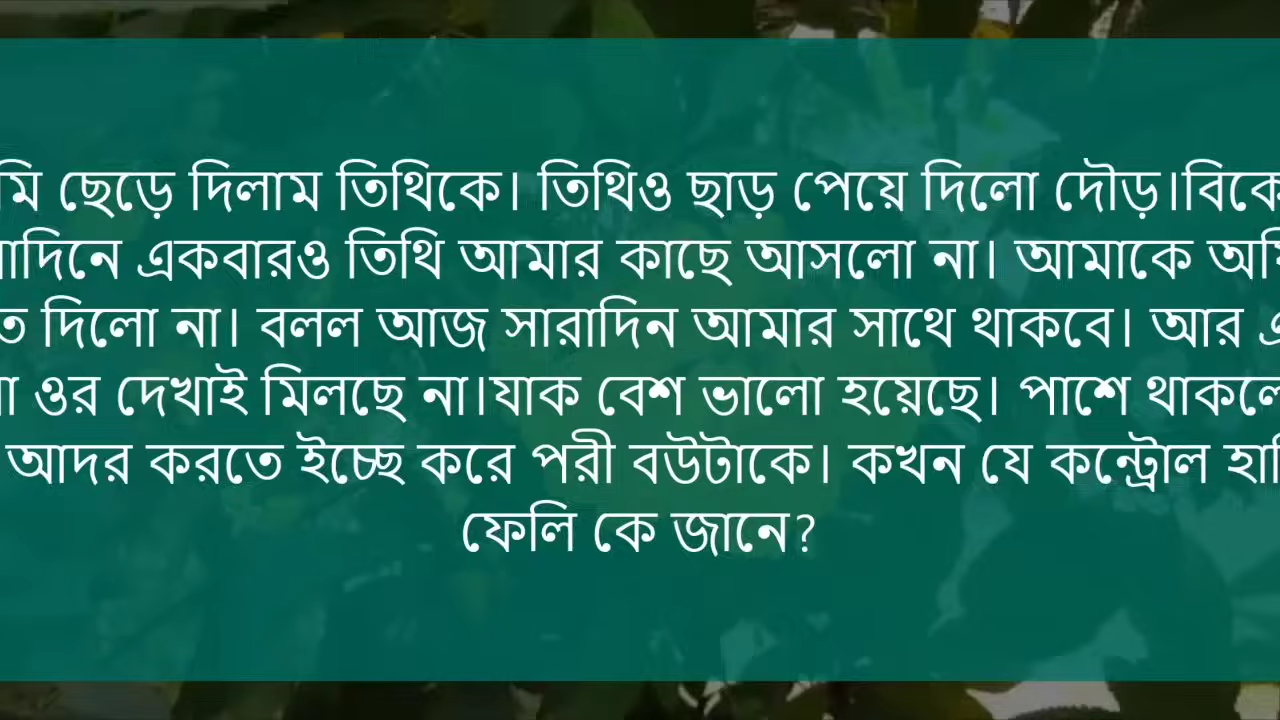 মি ছেড়ে দিলাম তিথিকে। তিথিও ছাড় পেয়ে দিলো দৌড়।বিকে
াদিনে একবারও তিথি আমার কাছে আসলো না। আমাকে অফি
ত দিলো না। বলল আজ সারাদিন আমার সাথে থাকবে। আর এ
া ওর দেখাই মিলছে না।যাক বেশ ভালো হয়েছে। পাশে থাকলে
আদর করতে ইচ্ছে করে পরী বউটাকে। কখন যে কন্ট্রোল হারি
ফেলি কে জানে?